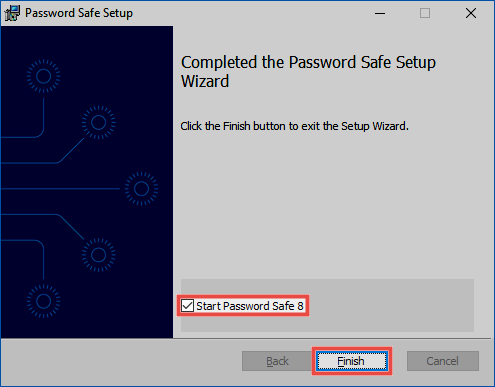 Password Safe Setup
Completed the Password Safe Setup
Wizard
Click the Finish button to exit the Setup Wizard.
Start Password Safe 8
Back
Finish
Cancel